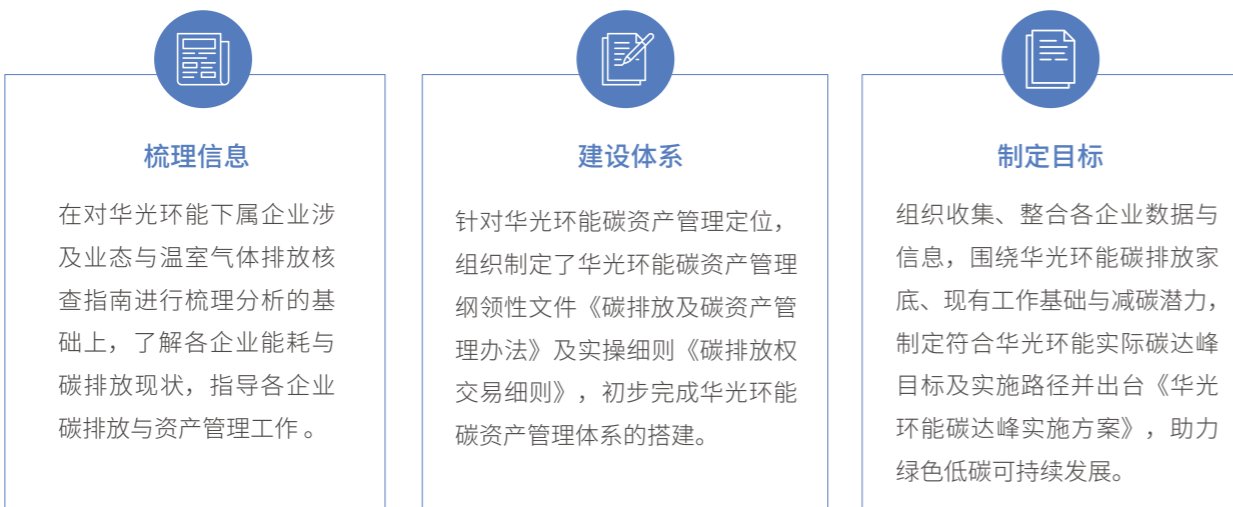 梳理信息
在对华光环能下属企业涉
及业态与温室气体排放核
查指南进行梳理分析的基
础上，了解各企业能耗与
碳排放现状，指导各企业
碳排放与资产管理工作。
建设体系
针对华光环能碳资产管理定位，
组织制定了华光环能碳资产管理
纲领性文件《碳排放及碳资产管
理办法》及实操细则《碳排放权
交易细则》，初步完成华光环能
碳资产管理体系的搭建。
制定目标
组织收集、整合各企业数据与
信息，围绕华光环能碳排放家
底、现有工作基础与减碳潜力，
制定符合华光环能实际碳达峰
目标及实施路径并出台《华光
环能碳达峰实施方案》，助力
绿色低碳可持续发展。